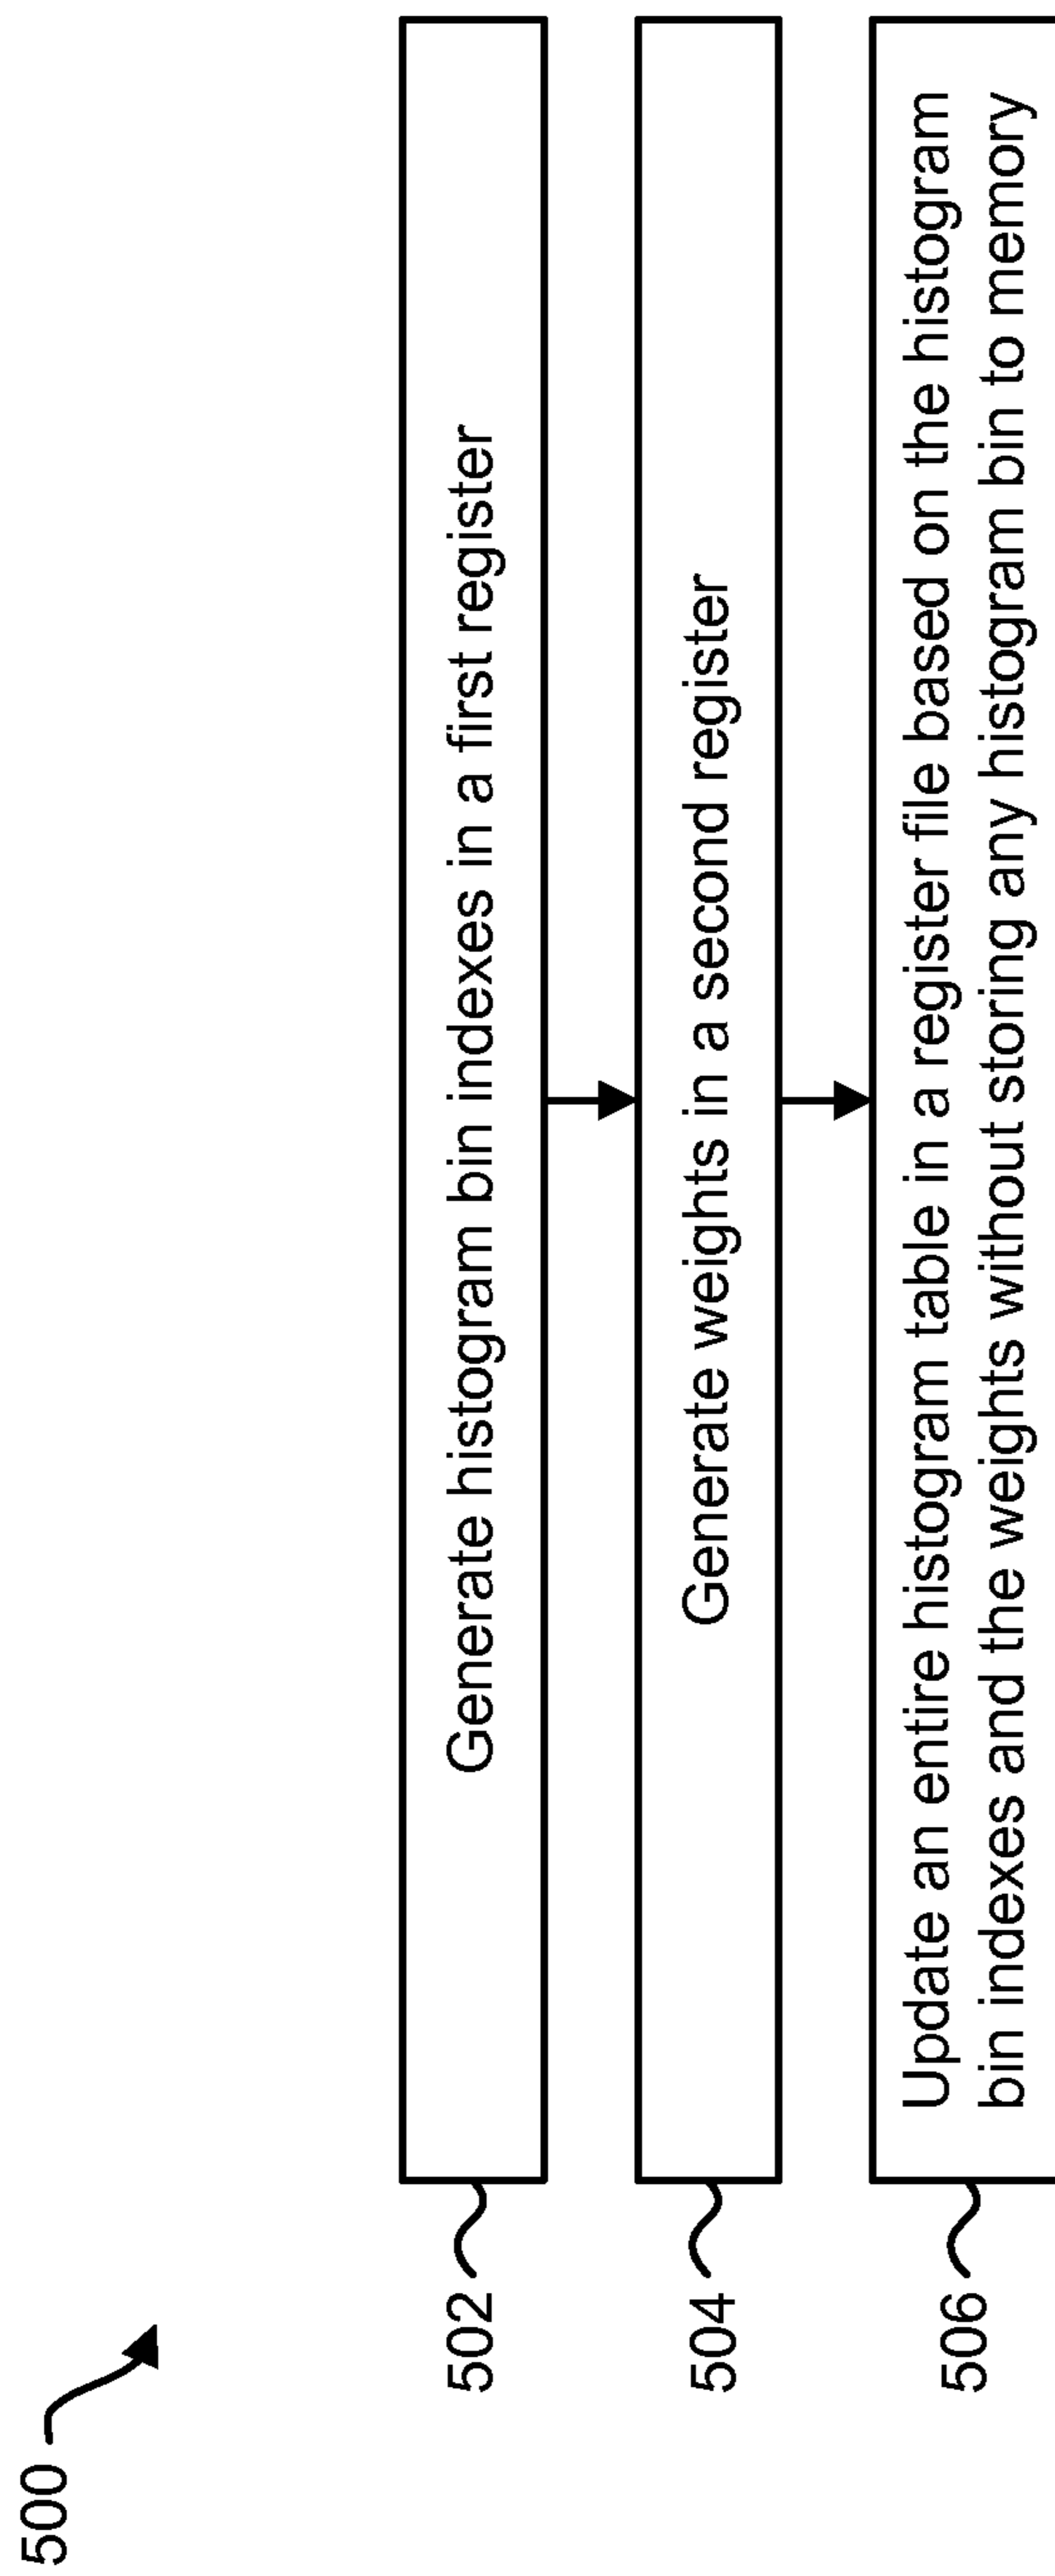 500
502
Generate histogram bin indexes in a first register
504
Generate weights in a second register
506
Update an entire histogram table in a register file based on the histogram
bin indexes and the weights without storing any histogram bin to memory